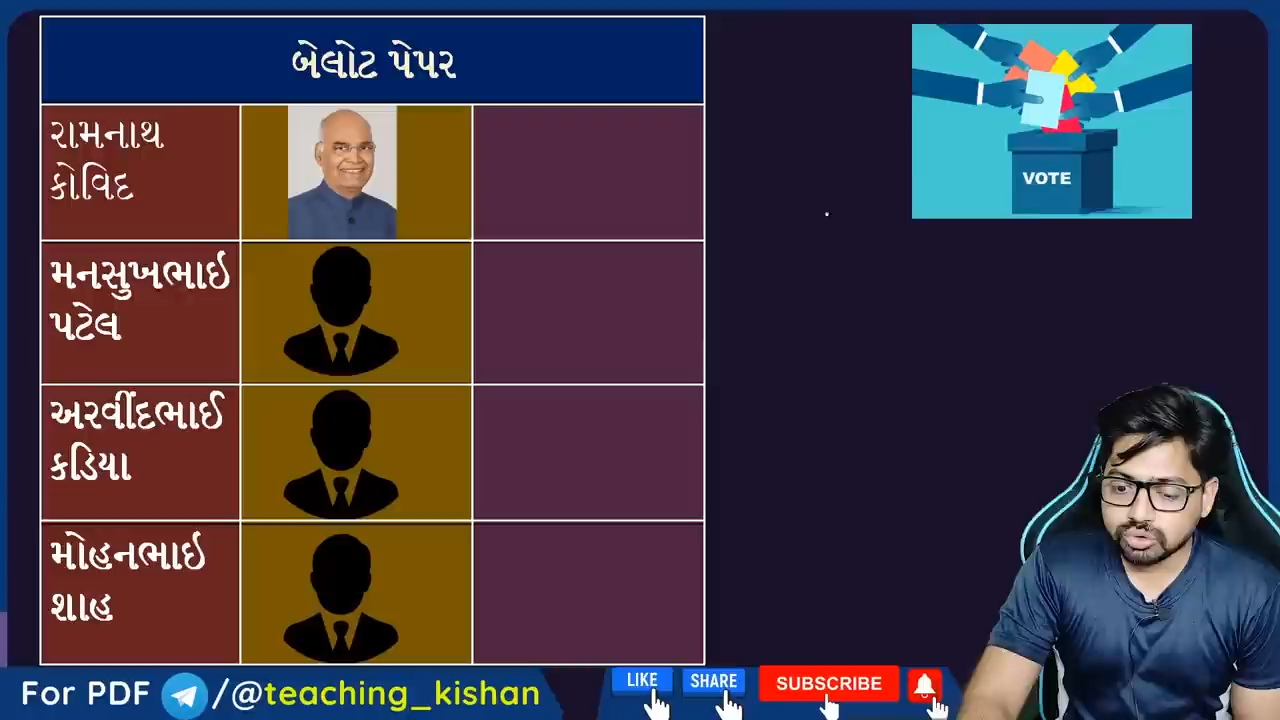 બેલોટ પેપર
રામનાથ
કોવિદ
મનસુખભાઇ
પટેલ
અરવીંદભાઈ
કડિયા
મોહનભાઇ
શાહ
VOTE
For PDF /@teaching_kishan
LIKE
SHARE
SUBSCRIBE